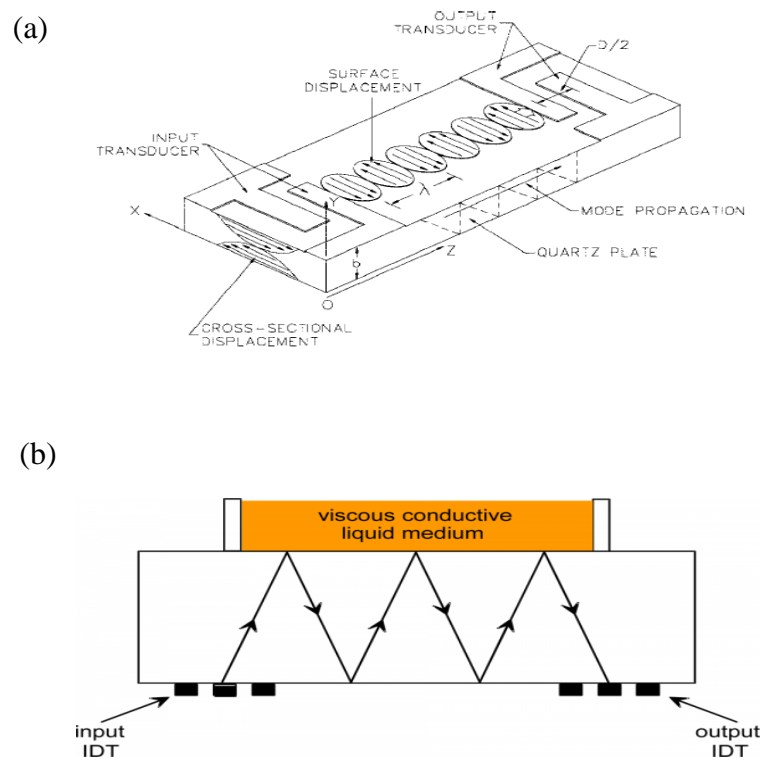 (a)
OUTPUT
TRANSDUCER
D/2
SURFACE
DISPLACEMENT
INPUT
TRANSDUCER
X
Y
λ
MODE PROPAGATION
b
Z
QUARTZ PLATE
O
CROSS-SECTIONAL
DISPLACEMENT
(b)
viscous conductive
liquid medium
input
IDT
output
IDT